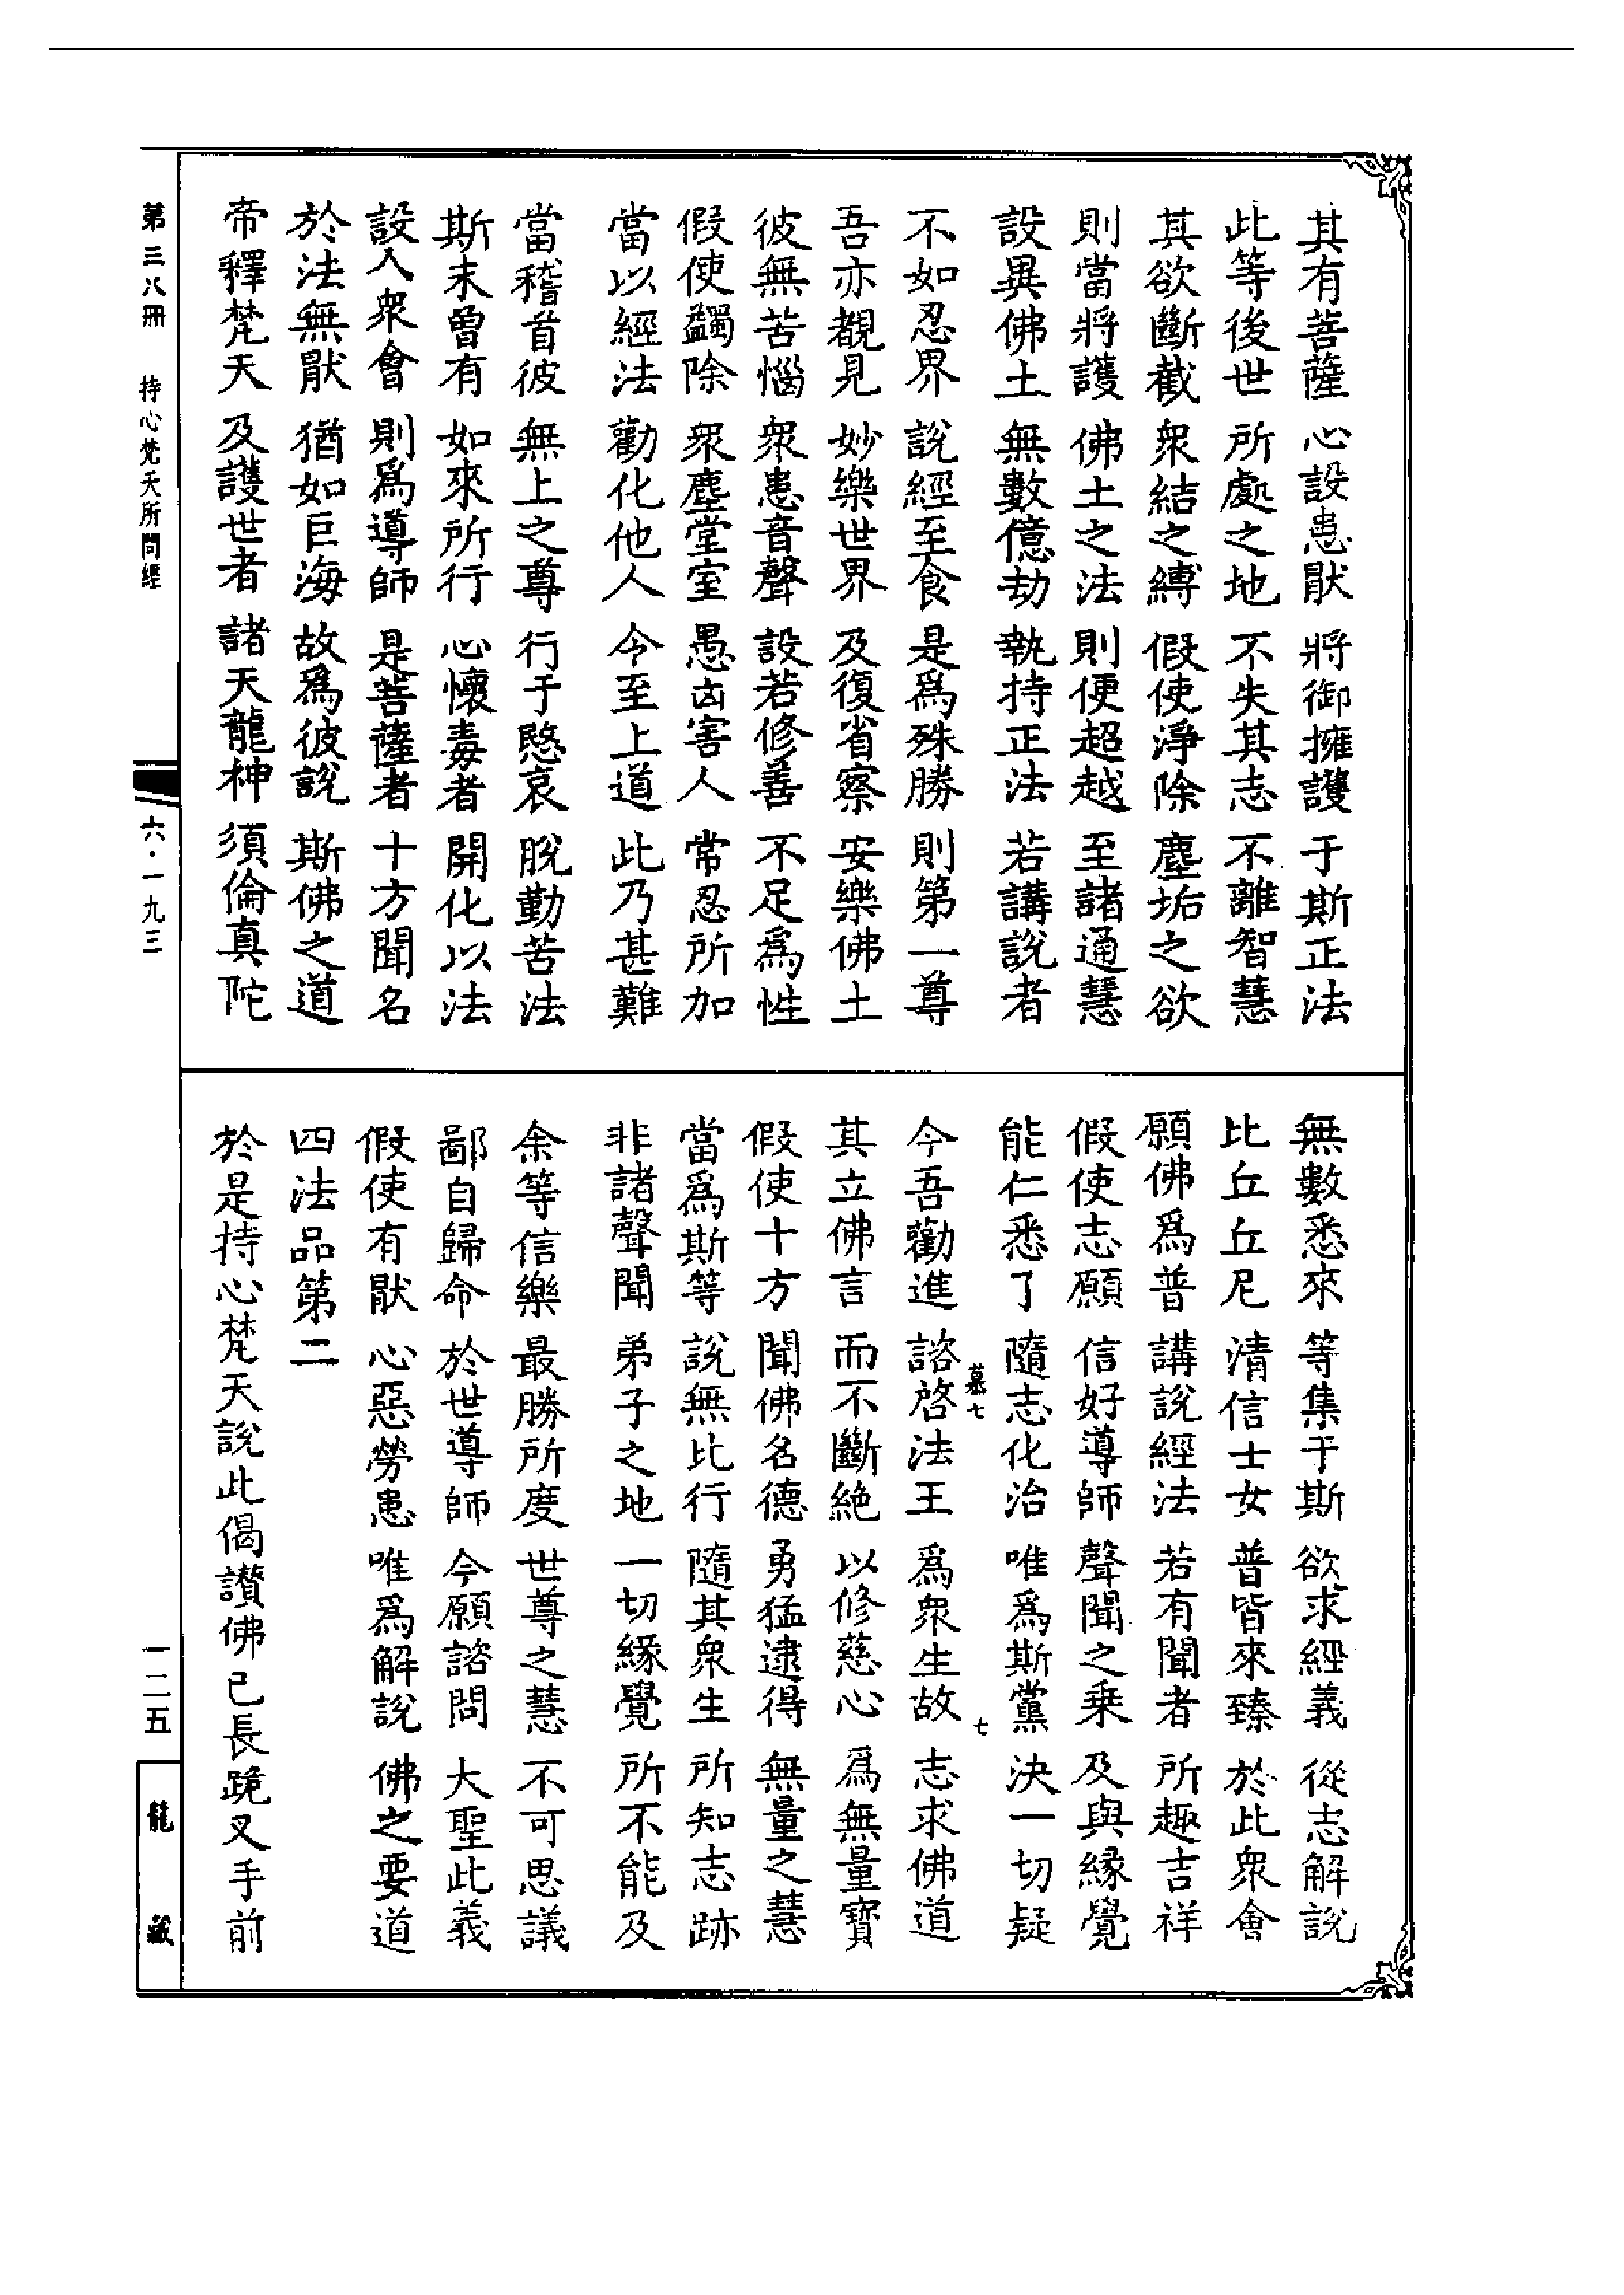 其有菩薩 心設恚猒 將御擁護 于斯正法
此等後世 所處之地 不失其志 不離智慧
其欲斷截 衆結之縛 假使淨除 塵垢之欲
則當將護 佛土之法 則便超越 至諸通慧
設異佛土 無數億劫 執持正法 若講說者
不如忍界 說經至食 是爲殊勝 則第一尊
吾亦覩見 妙樂世界 及復省察 安樂佛土
彼無苦惱 衆恚音聲 設若修善 不足爲性
假使蠲除 衆塵堂室 愚凶害人 常忍所加
當以經法 勸化他人 今至上道 此乃甚難
當稽首彼 無上之尊 行于愍哀 脫勤苦法
斯末曾有 如來所行 心懷毒者 開化以法
設入衆會 則爲導師 是菩薩者 十方聞名
於法無猒 猶如巨海 故爲彼說 斯佛之道
帝釋梵天 及護世者 諸天龍神 須倫真陀
無數悉來 等集于斯 欲求經義 從志解說
比丘丘尼 清信士女 普皆來臻 於此衆會
願佛爲普 講說經法 若有聞者 所趣吉祥
假使志願 信好導師 聲聞之乗 及與緣覺
能仁悉了 隨志化治 唯爲斯黨 決一切疑
墓七 七
今吾勸進 諮啓法王 爲衆生故 志求佛道
其立佛言 而不斷絶 以修慈心 爲無量寶
假使十方 聞佛名德 勇猛逮得 無量之慧
當爲斯等 說無比行 隨其衆生 所知志跡
非諸聲聞 弟子之地 一切緣覺 所不能及
余等信樂 最勝所度 世尊之慧 不可思議
鄙自歸命 於世導師 今願諮問 大聖此義
假使有猒 心惡勞恚 唯爲解說 佛之要道
四法品第二
於是持心梵天說此偈讚佛已長跪叉手前
第三八冊 持心梵天所問經
六·一九三
一二五
龍藏